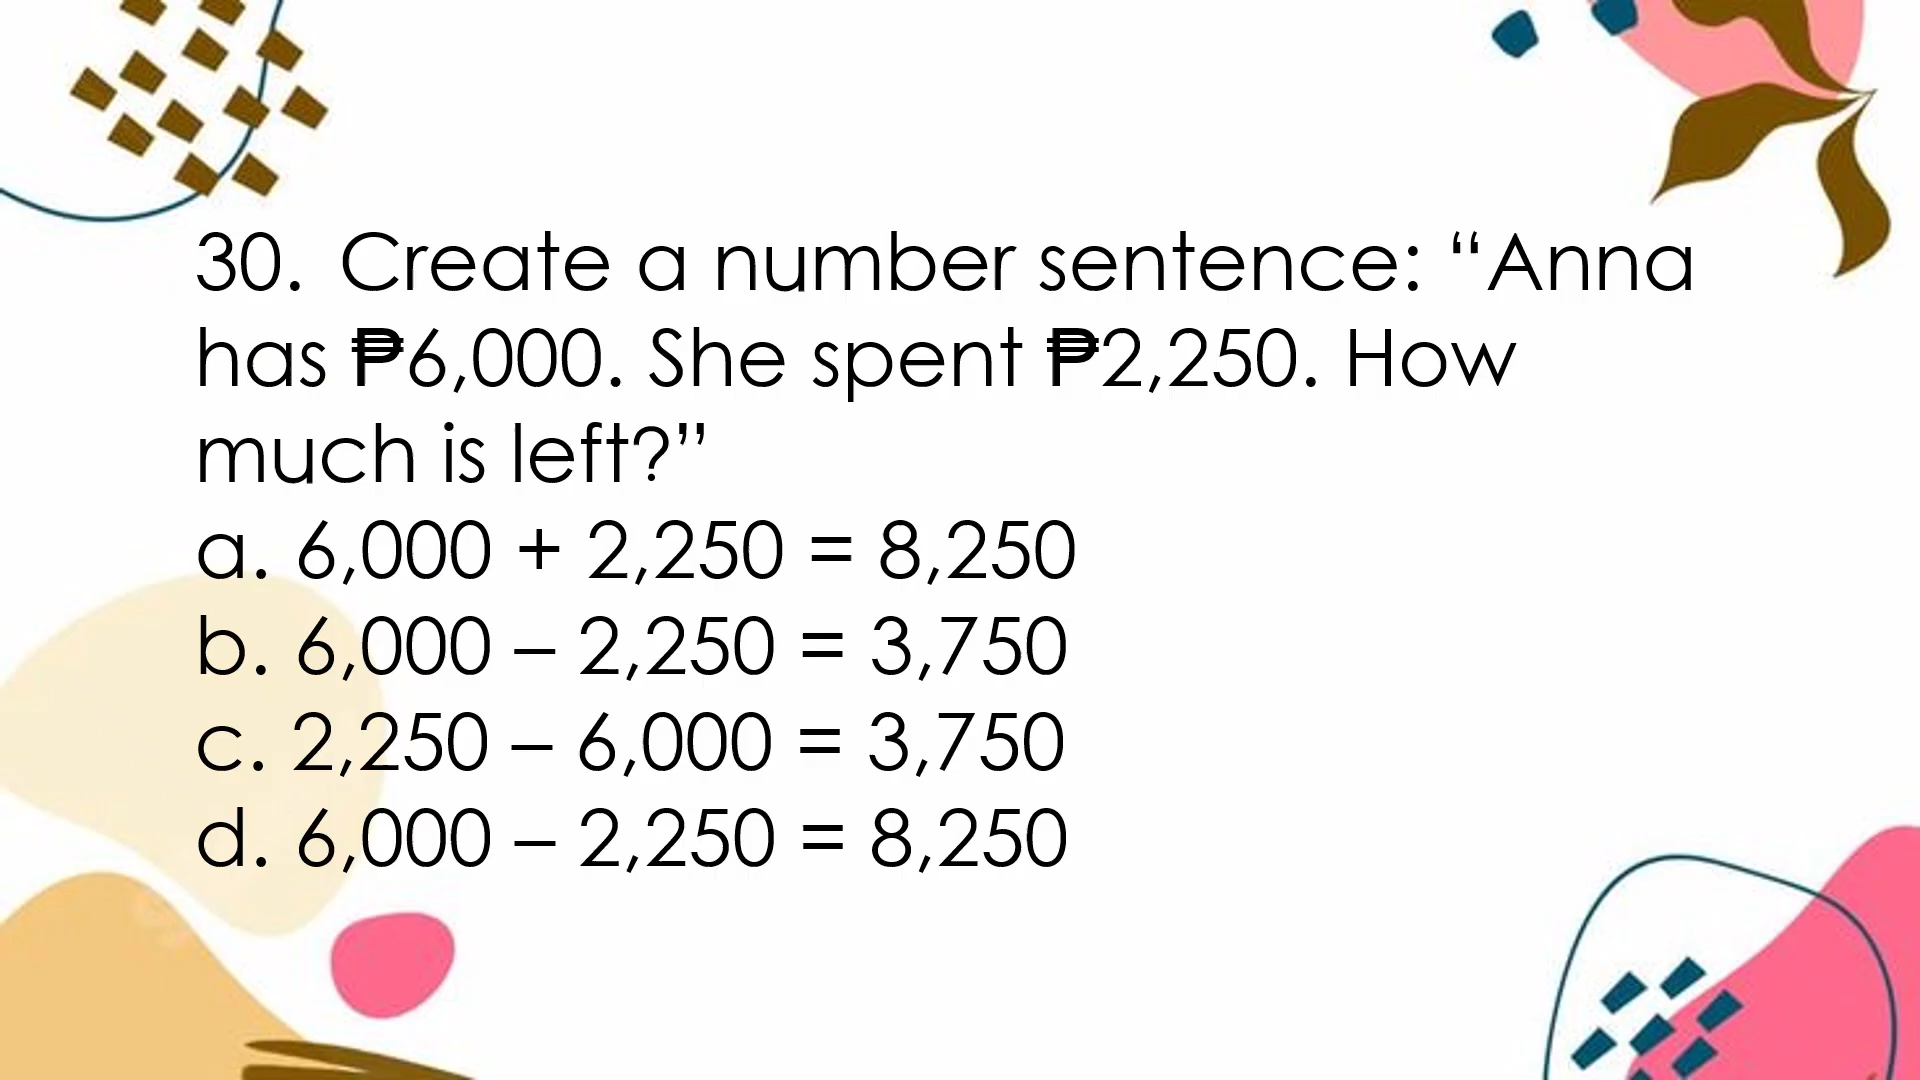 30. Create a number sentence: “Anna
has ₱6,000. She spent ₱2,250. How
much is left?”
a. 6,000 + 2,250 = 8,250
b. 6,000 – 2,250 = 3,750
c. 2,250 – 6,000 = 3,750
d. 6,000 – 2,250 = 8,250